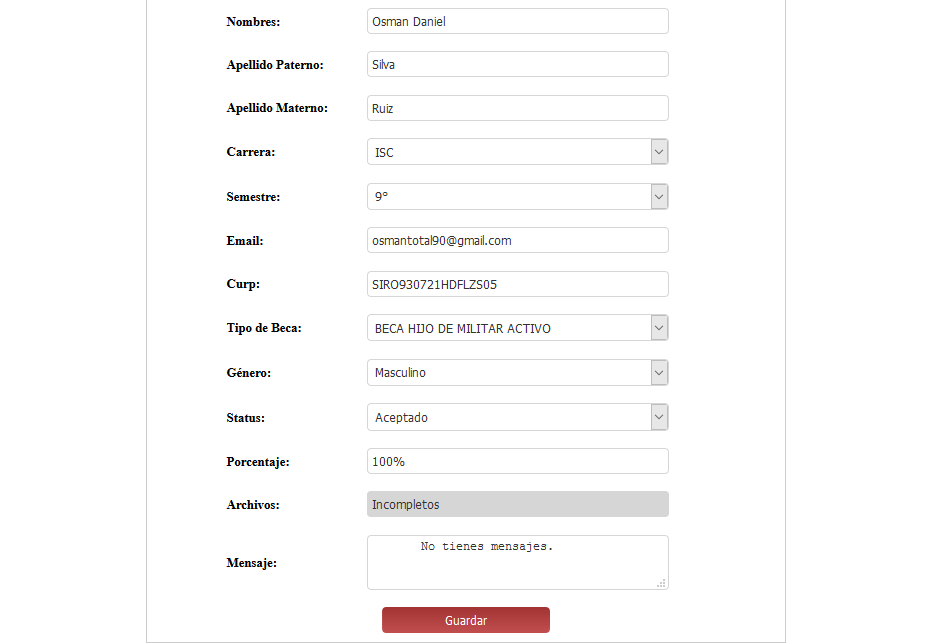 Nombres: Osman Daniel
Apellido Paterno: Silva
Apellido Materno: Ruiz
Carrera: ISC
Semestre: 9°
Email: osmantotal90@gmail.com
Curp: SIRO930721HDFLZS05
Tipo de Beca: BECA HIJO DE MILITAR ACTIVO
Género: Masculino
Status: Aceptado
Porcentaje: 100%
Archivos: Incompletos
Mensaje: No tienes mensajes.
Guardar